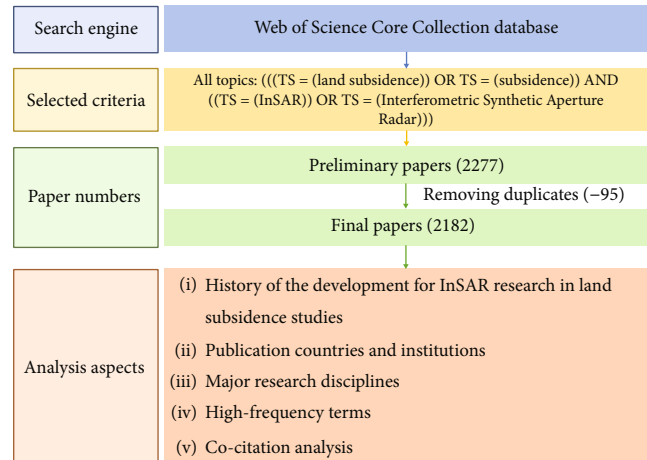 Search engine
Web of Science Core Collection database
Selected criteria
All topics: (((TS = (land subsidence)) OR TS = (subsidence)) AND
((TS = (InSAR)) OR TS = (Interferometric Synthetic Aperture
Radar)))
Paper numbers
Preliminary papers (2277)
Removing duplicates (−95)
Final papers (2182)
Analysis aspects
(i) History of the development for InSAR research in land
subsidence studies
(ii) Publication countries and institutions
(iii) Major research disciplines
(iv) High-frequency terms
(v) Co-citation analysis